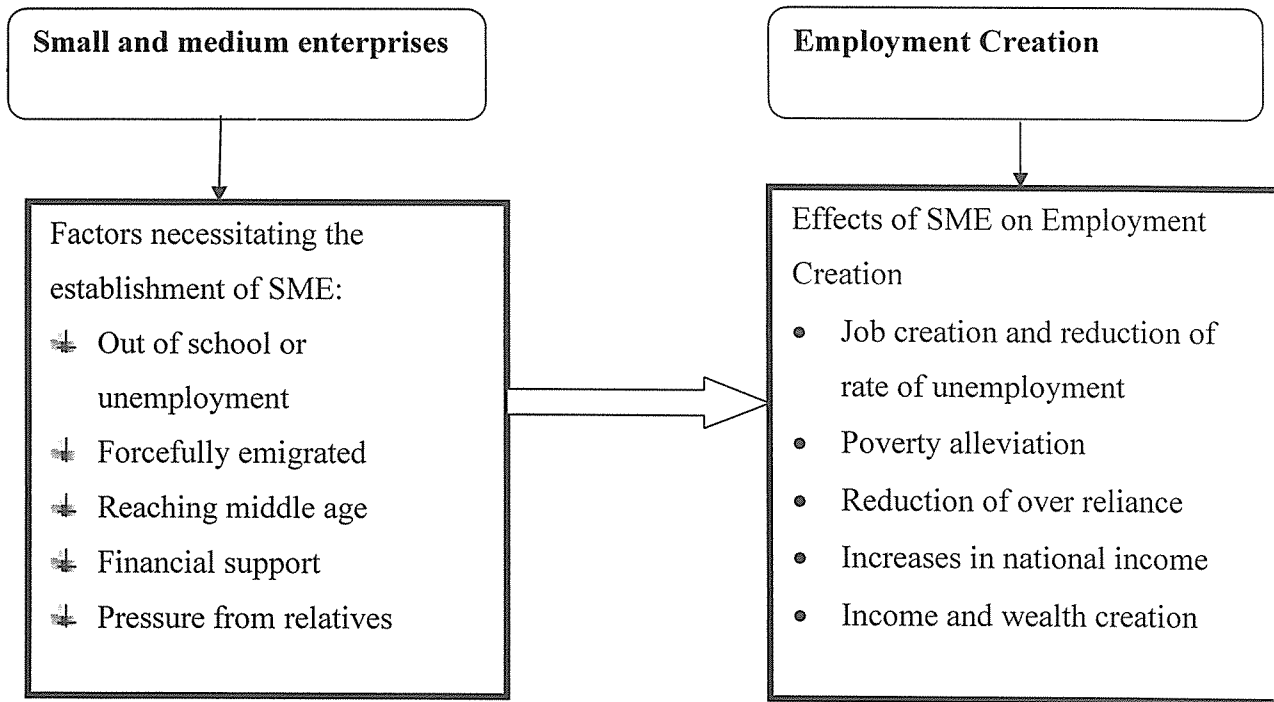 Small and medium enterprises
Employment Creation
Factors necessitating the
establishment of SME:
Out of school or
unemployment
Forcefully emigrated
Reaching middle age
Financial support
Pressure from relatives
Effects of SME on Employment
Creation
• Job creation and reduction of
rate of unemployment
• Poverty alleviation
• Reduction of over reliance
• Increases in national income
• Income and wealth creation